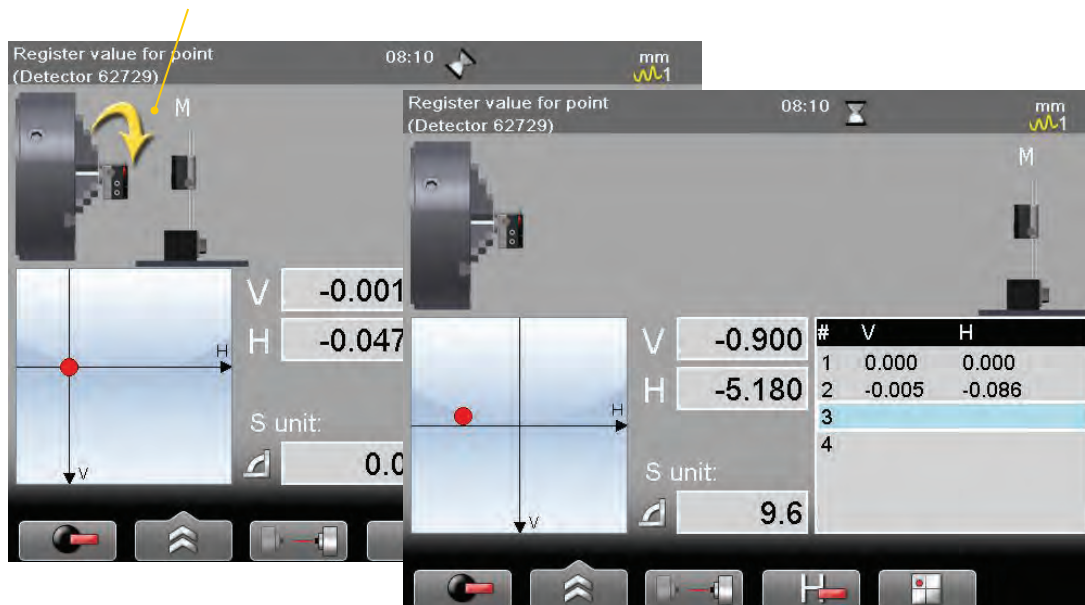 Register value for point
(Detector 62729)
08:10
mm
1
M
V -0.001
H -0.047
H
V
S unit:
0.0
Register value for point
(Detector 62729)
08:10
mm
1
M
V -0.900
H -5.180
H
V
S unit:
9.6
# V H
1 0.000 0.000
2 -0.005 -0.086
3
4
H